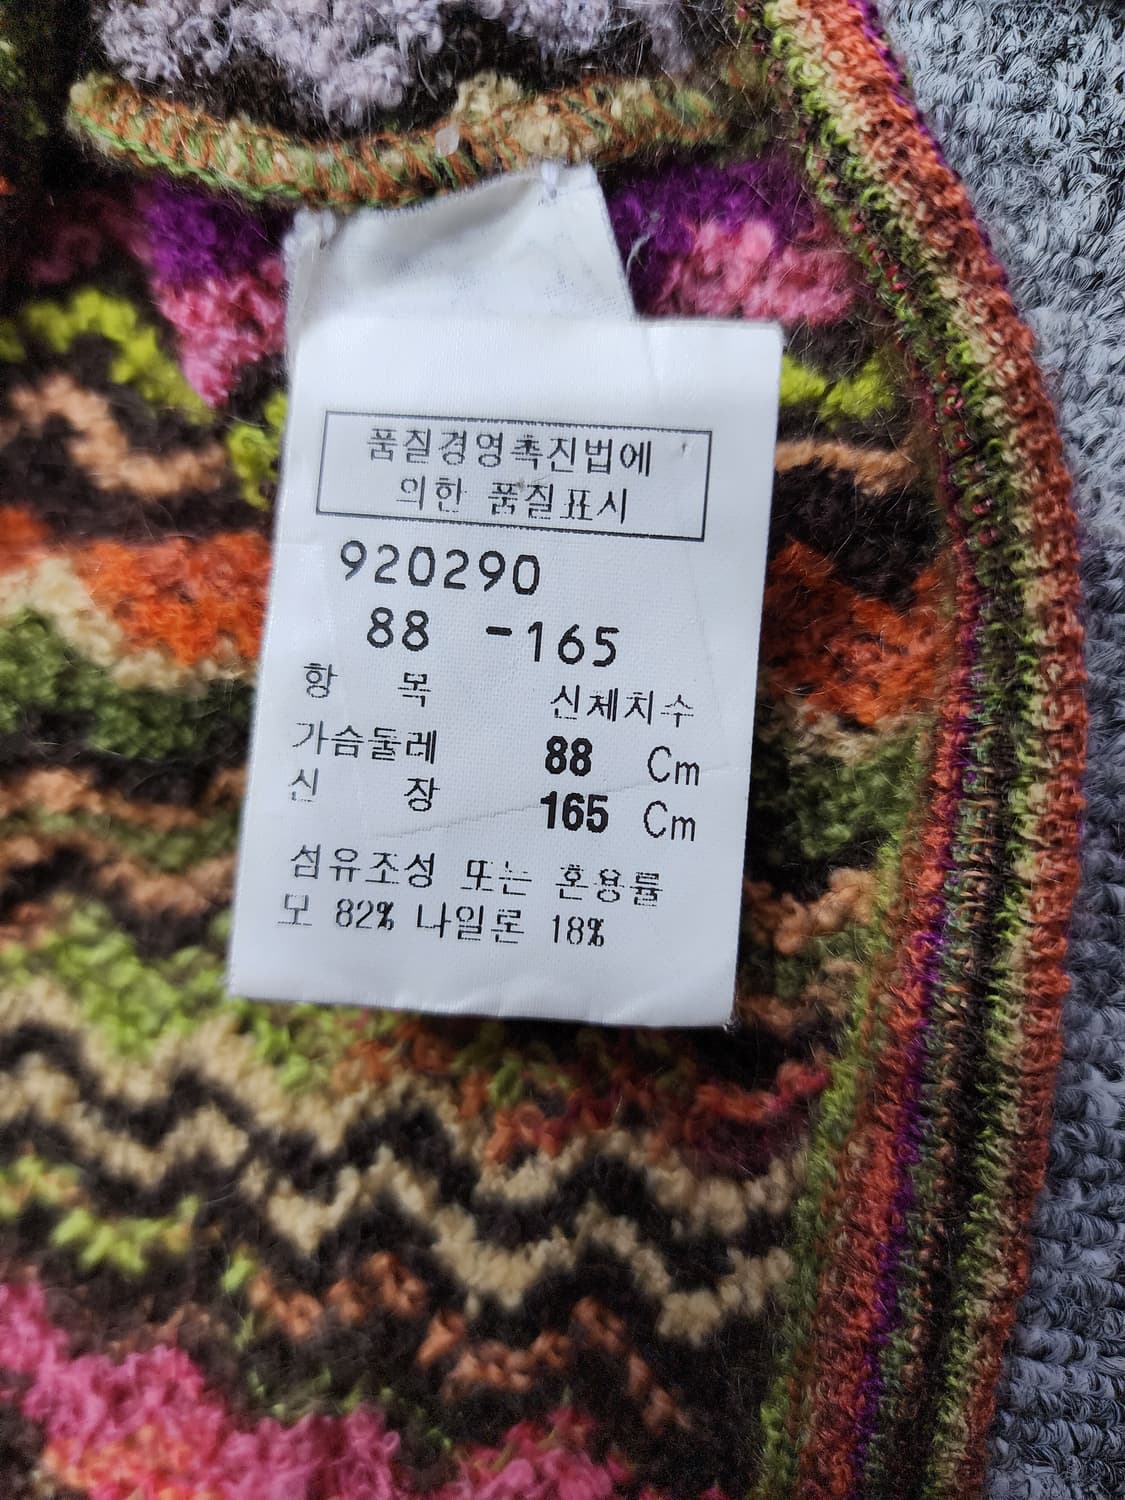 품질경영촉진법에
의한 품질표시
920290
88 -165
항 목 신체치수
가슴둘레 88 Cm
신 장 165 Cm
섬유조성 또는 혼용률
모 82% 나일론 18%